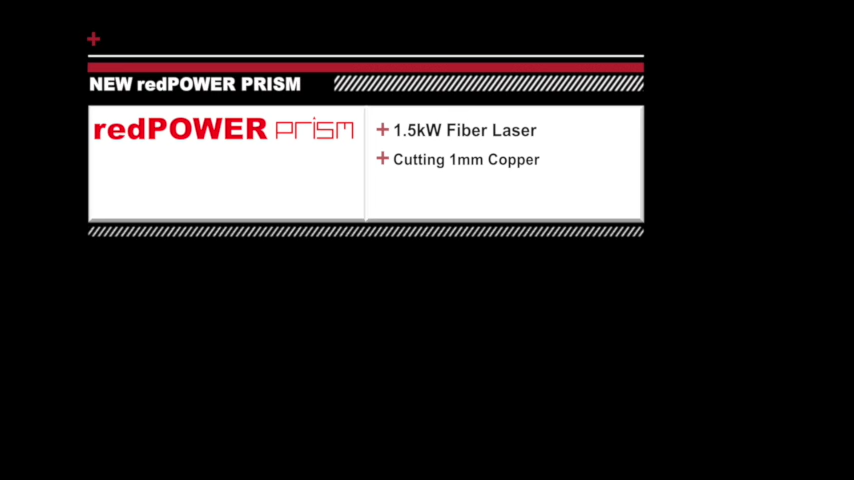 NEW redPOWER PRISM
redPOWER prism
+ 1.5kW Fiber Laser
+ Cutting 1mm Copper